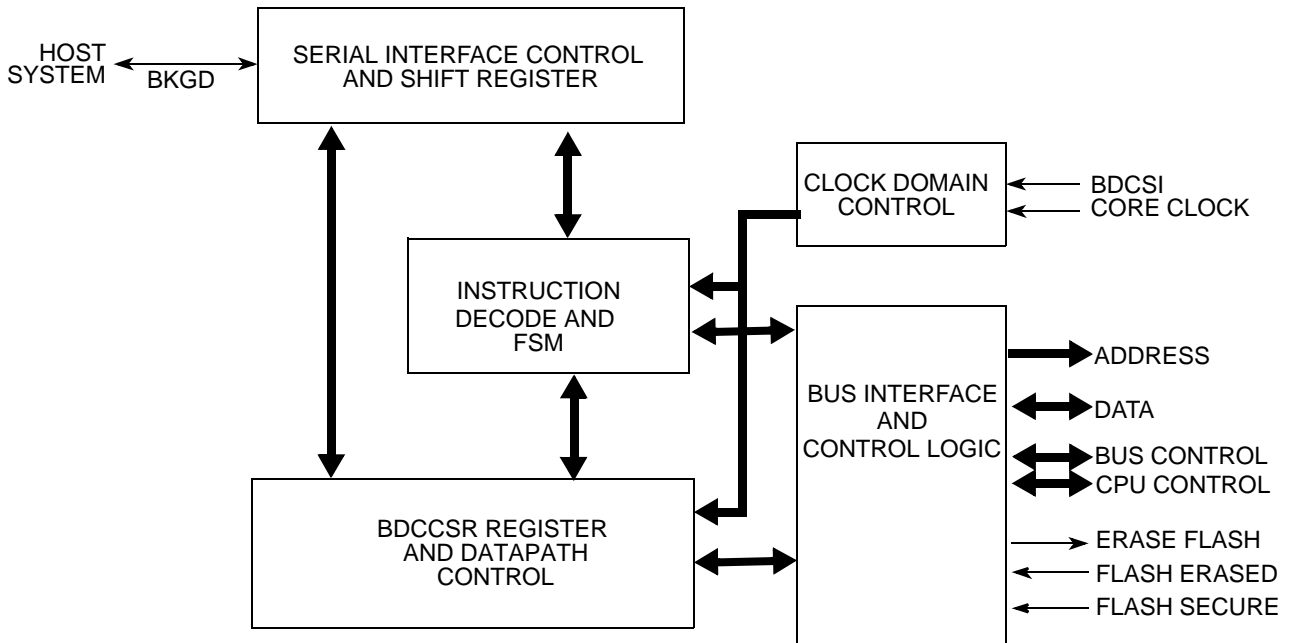 HOST
SYSTEM
BKGD
SERIAL INTERFACE CONTROL
AND SHIFT REGISTER
CLOCK DOMAIN
CONTROL
BDCSI
CORE CLOCK
INSTRUCTION
DECODE AND
FSM
BUS INTERFACE
AND
CONTROL LOGIC
ADDRESS
DATA
BUS CONTROL
CPU CONTROL
ERASE FLASH
FLASH ERASED
FLASH SECURE
BDCCSR REGISTER
AND DATAPATH
CONTROL